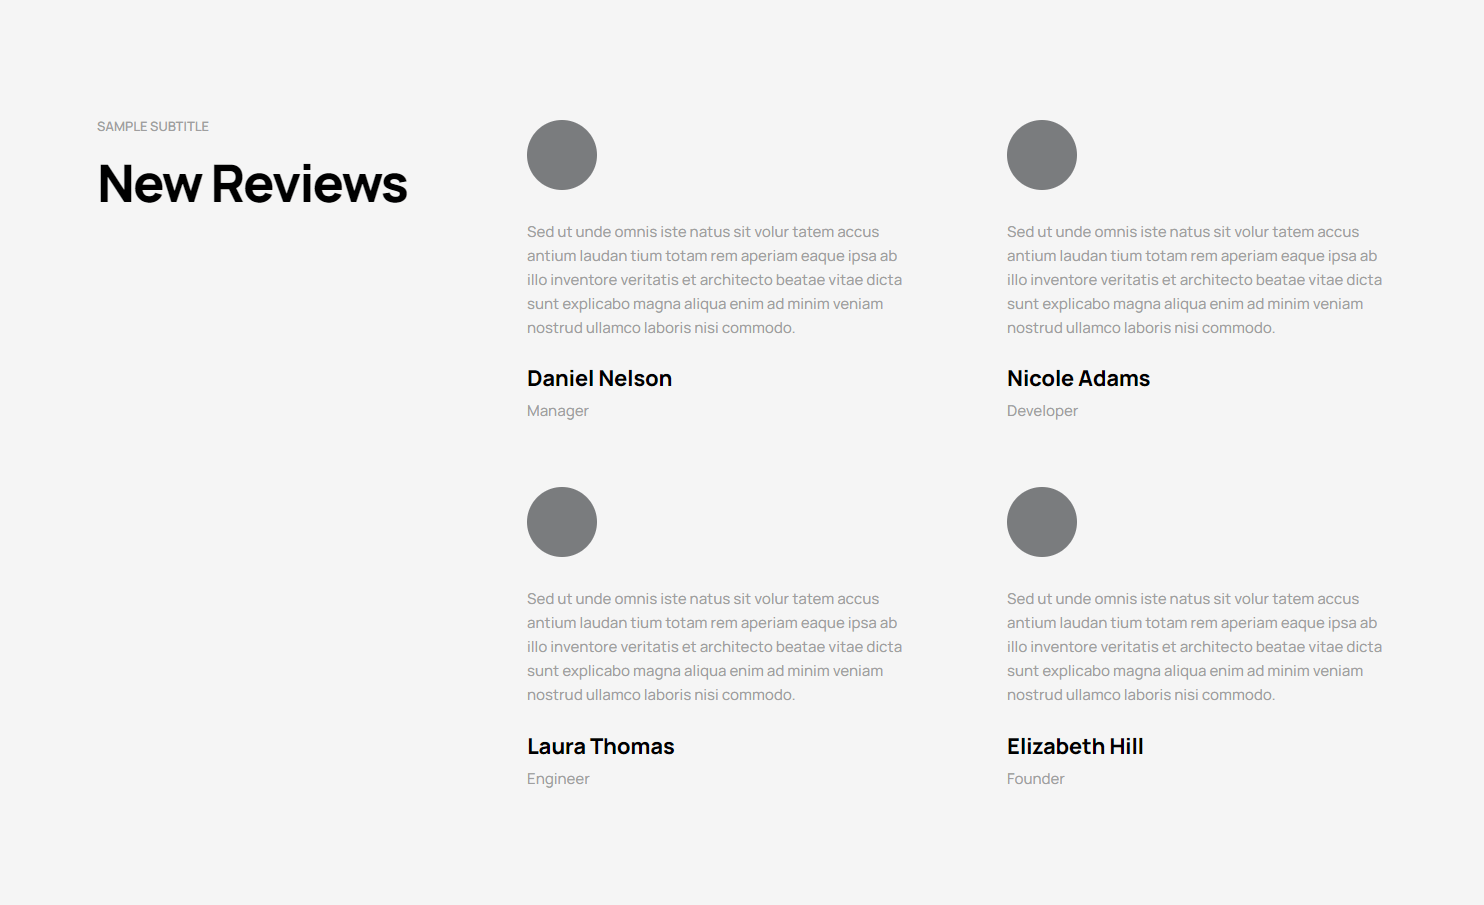 SAMPLE SUBTITLE
New Reviews
Sed ut unde omnis iste natus sit volur tatem accus
antium laudan tium totam rem aperiam eaque ipsa ab
illo inventore veritatis et architecto beatae vitae dicta
sunt explicabo magna aliqua enim ad minim veniam
nostrud ullamco laboris nisi commodo.
Daniel Nelson
Manager
Sed ut unde omnis iste natus sit volur tatem accus
antium laudan tium totam rem aperiam eaque ipsa ab
illo inventore veritatis et architecto beatae vitae dicta
sunt explicabo magna aliqua enim ad minim veniam
nostrud ullamco laboris nisi commodo.
Nicole Adams
Developer
Sed ut unde omnis iste natus sit volur tatem accus
antium laudan tium totam rem aperiam eaque ipsa ab
illo inventore veritatis et architecto beatae vitae dicta
sunt explicabo magna aliqua enim ad minim veniam
nostrud ullamco laboris nisi commodo.
Laura Thomas
Engineer
Sed ut unde omnis iste natus sit volur tatem accus
antium laudan tium totam rem aperiam eaque ipsa ab
illo inventore veritatis et architecto beatae vitae dicta
sunt explicabo magna aliqua enim ad minim veniam
nostrud ullamco laboris nisi commodo.
Elizabeth Hill
Founder